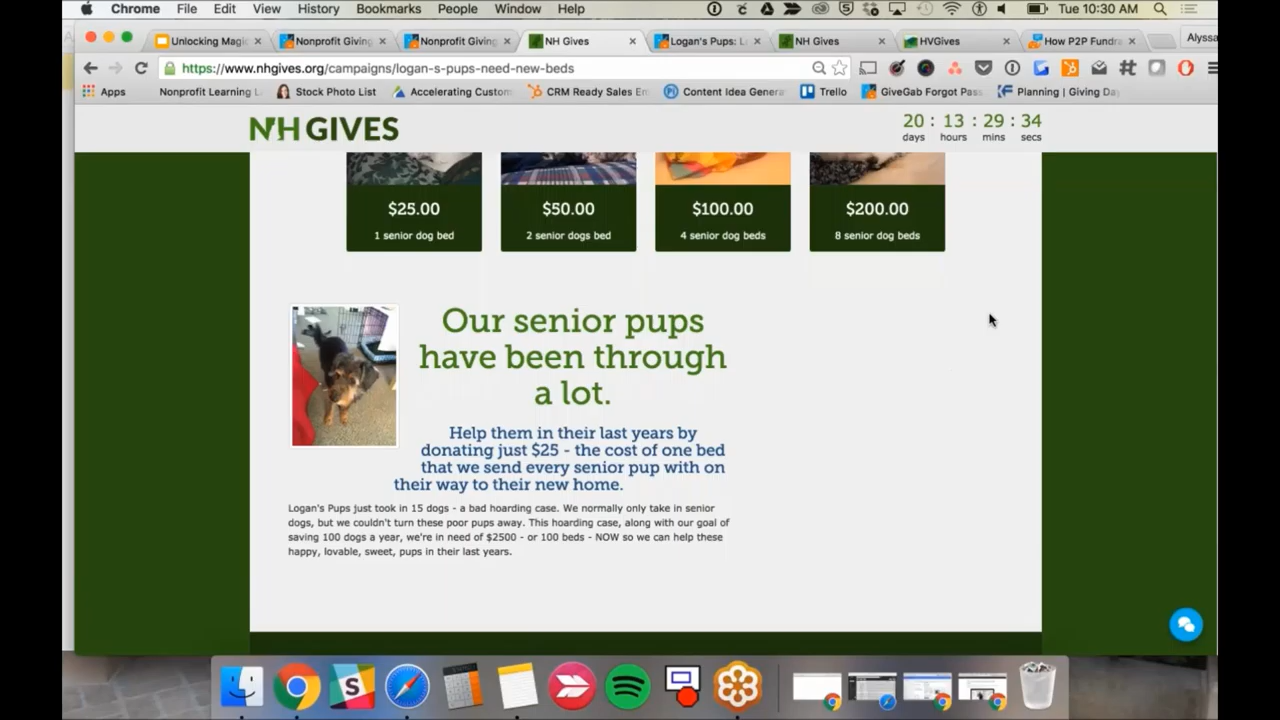 Chrome File Edit View History Bookmarks People Window Help Tue 10:30 AM
Unlocking Magi Nonprofit Giving Nonprofit Giving NH Gives Logan's Pups: L NH Gives HVGives How P2P Fundra Alyssa
https://www.nhgives.org/campaigns/logan-s-pups-need-new-beds
Apps Nonprofit Learning L Stock Photo List Accelerating Custom CRM Ready Sales En Content Idea Genera Trello GiveGab Forgot Pas Planning | Giving Da
NH GIVES
20 : 13 : 29 : 34
days hours mins secs
$25.00 $50.00 $100.00 $200.00
1 senior dog bed 2 senior dogs bed 4 senior dog beds 8 senior dog beds
Our senior pups
have been through
a lot.
Help them in their last years by
donating just $25 - the cost of one bed
that we send every senior pup with on
their way to their new home.
Logan's Pups just took in 15 dogs - a bad hoarding case. We normally only take in senior
dogs, but we couldn't turn these poor pups away. This hoarding case, along with our goal of
saving 100 dogs a year, we're in need of $2500 - or 100 beds - NOW so we can help these
happy, lovable, sweet, pups in their last years.